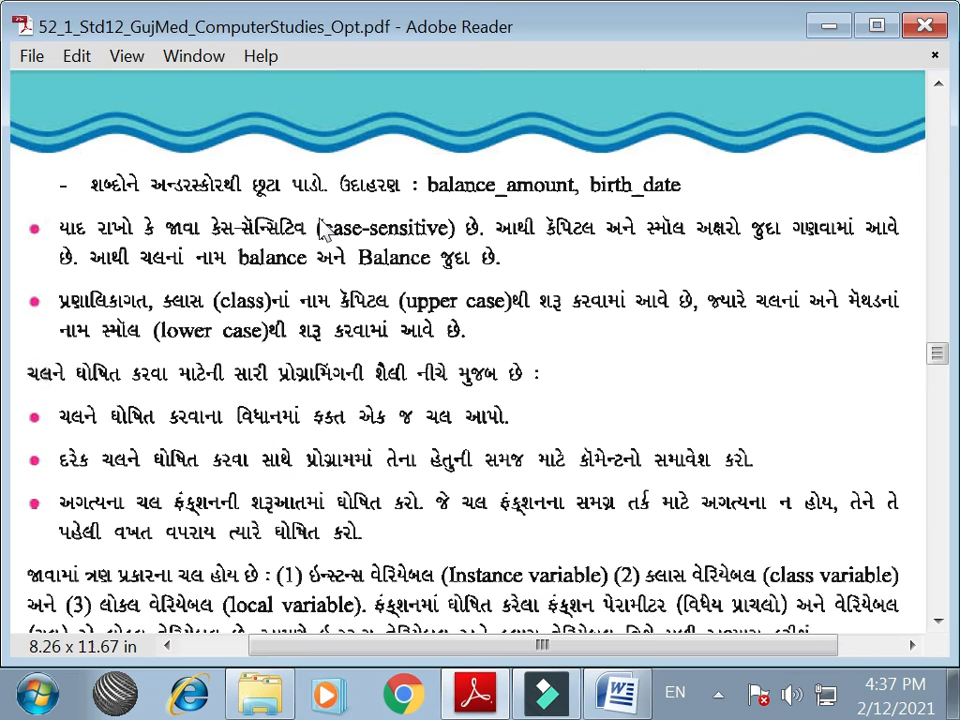 52_1_Std12_GujMed_ComputerStudies_Opt.pdf - Adobe Reader
File Edit View Window Help
- શબ્દોને અન્ડરસ્કોરથી છૂટા પાડો. ઉદાહરણ : balance_amount, birth_date
યાદ રાખો કે જાવા કેસ-સૅન્સિટિવ (case-sensitive) છે. આથી કૅપિટલ અને સ્મૉલ અક્ષરો જુદા ગણવામાં આવે
છે. આથી ચલનાં નામ balance અને Balance જુદા છે.
પ્રણાલિકાગત, ક્લાસ (class)નાં નામ કૅપિટલ (upper case)થી શરૂ કરવામાં આવે છે, જ્યારે ચલનાં અને મૅથડનાં
નામ સ્મૉલ (lower case)થી શરૂ કરવામાં આવે છે.
ચલને ઘોષિત કરવા માટેની સારી પ્રોગ્રામિંગની શૈલી નીચે મુજબ છે :
ચલને ઘોષિત કરવાના વિધાનમાં ફક્ત એક જ ચલ આપો.
દરેક ચલને ઘોષિત કરવા સાથે પ્રોગ્રામમાં તેના હેતુની સમજ માટે કૉમેન્ટનો સમાવેશ કરો.
અગત્યના ચલ ફંક્શનની શરૂઆતમાં ઘોષિત કરો. જે ચલ ફંક્શનના સમગ્ર તર્ક માટે અગત્યના ન હોય, તેને તે
પહેલી વખત વપરાય ત્યારે ઘોષિત કરો.
જાવામાં ત્રણ પ્રકારના ચલ હોય છે : (1) ઇન્સ્ટન્સ વેરિયેબલ (Instance variable) (2) ક્લાસ વેરિયેબલ (class variable)
અને (3) લોકલ વેરિયેબલ (local variable). ફંક્શનમાં ઘોષિત કરેલા ફંક્શન પેરામીટર (વિધેય પ્રાચલો) અને વેરિયેબલ
8.26 x 11.67 in
EN
4:37 PM
2/12/2021